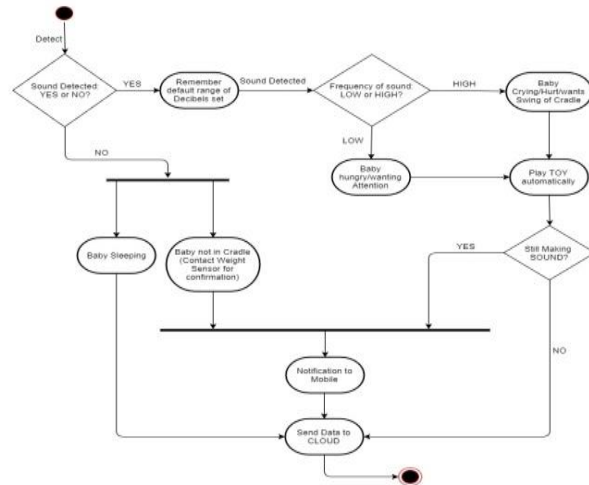 Detect
Sound Detected:
YES or NO?
YES
Remember
default range of
Decibels set
Sound Detected
Frequency of sound:
LOW or HIGH?
HIGH
Baby
Crying/Hurt/wants
Swing of Cradle
NO
LOW
Baby
hungry/wanting
Attention
Play TOY
automatically
Baby Sleeping
Baby not in Cradle
(Contact Weight
Sensor for
confirmation)
YES
Still Making
SOUND?
NO
Notification to
Mobile
Send Data to
CLOUD